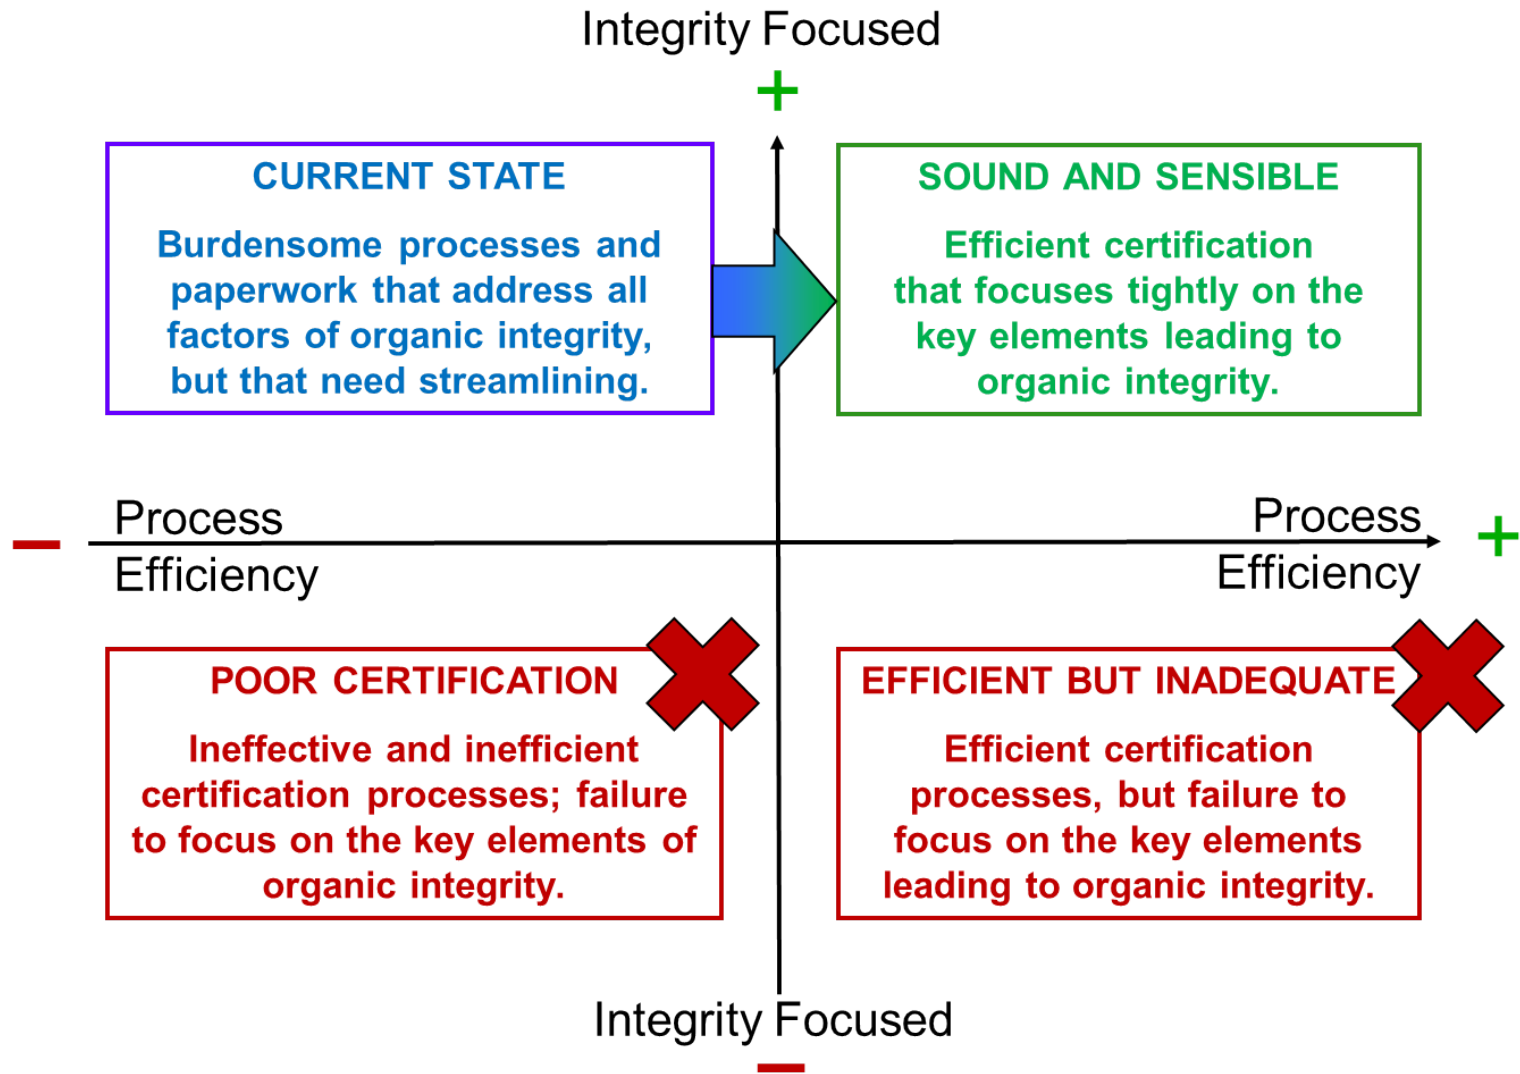 Integrity Focused
+
CURRENT STATE
Burdensome processes and
paperwork that address all
factors of organic integrity,
but that need streamlining.
SOUND AND SENSIBLE
Efficient certification
that focuses tightly on the
key elements leading to
organic integrity.
–
Process
Efficiency
Process
Efficiency
+
POOR CERTIFICATION
Ineffective and inefficient
certification processes; failure
to focus on the key elements of
organic integrity.
EFFICIENT BUT INADEQUATE
Efficient certification
processes, but failure to
focus on the key elements
leading to organic integrity.
Integrity Focused
–